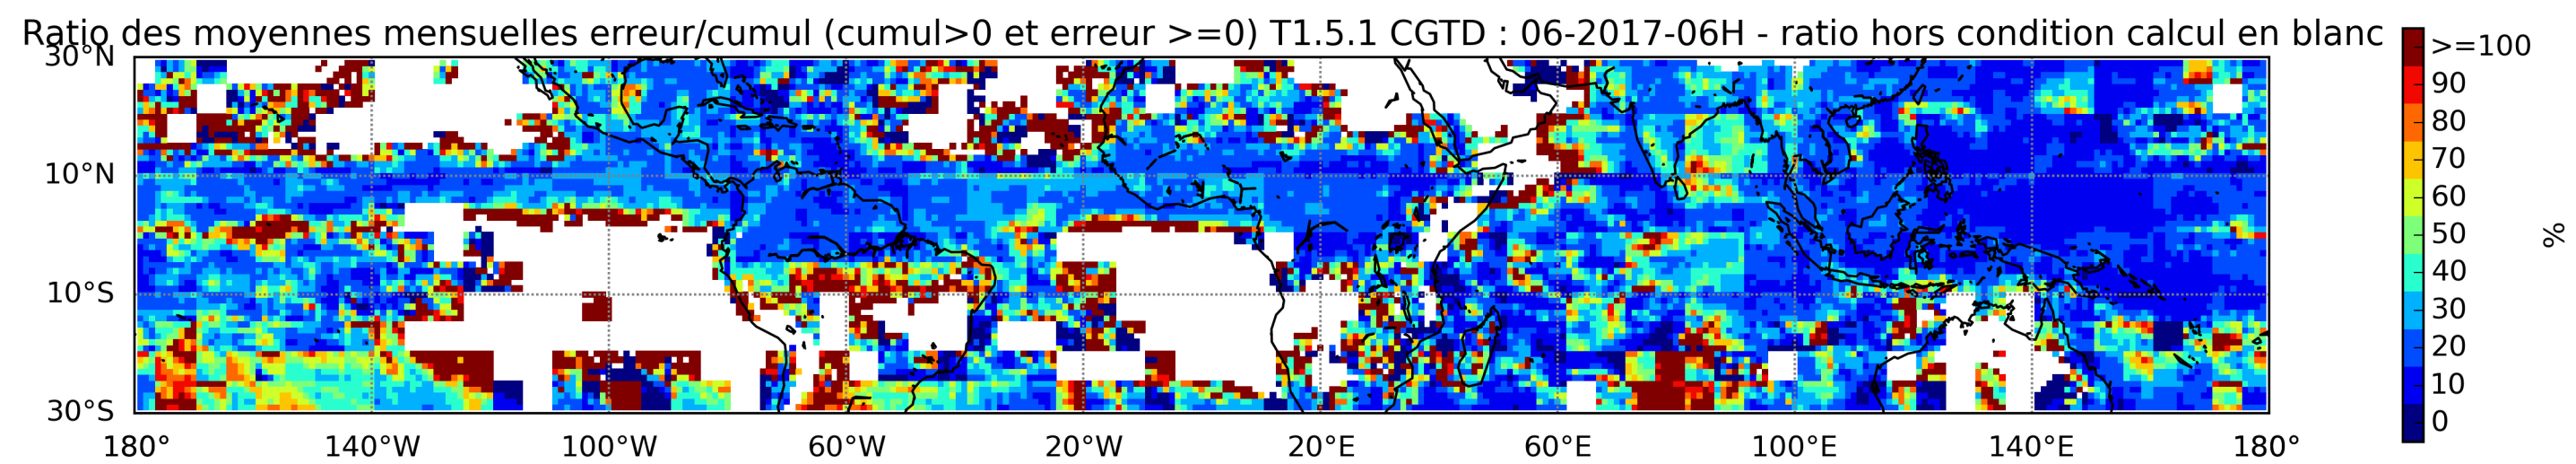 Ratio des moyennes mensuelles erreur/cumul (cumul>0 et erreur >=0) T1.5.1 CGTD : 06-2017-06H - ratio hors condition calcul en blanc
30°N
10°N
10°S
30°S
180° 140°W 100°W 60°W 20°W 20°E 60°E 100°E 140°E 180°
>=100
90
80
70
60
50
40
30
20
10
0
%